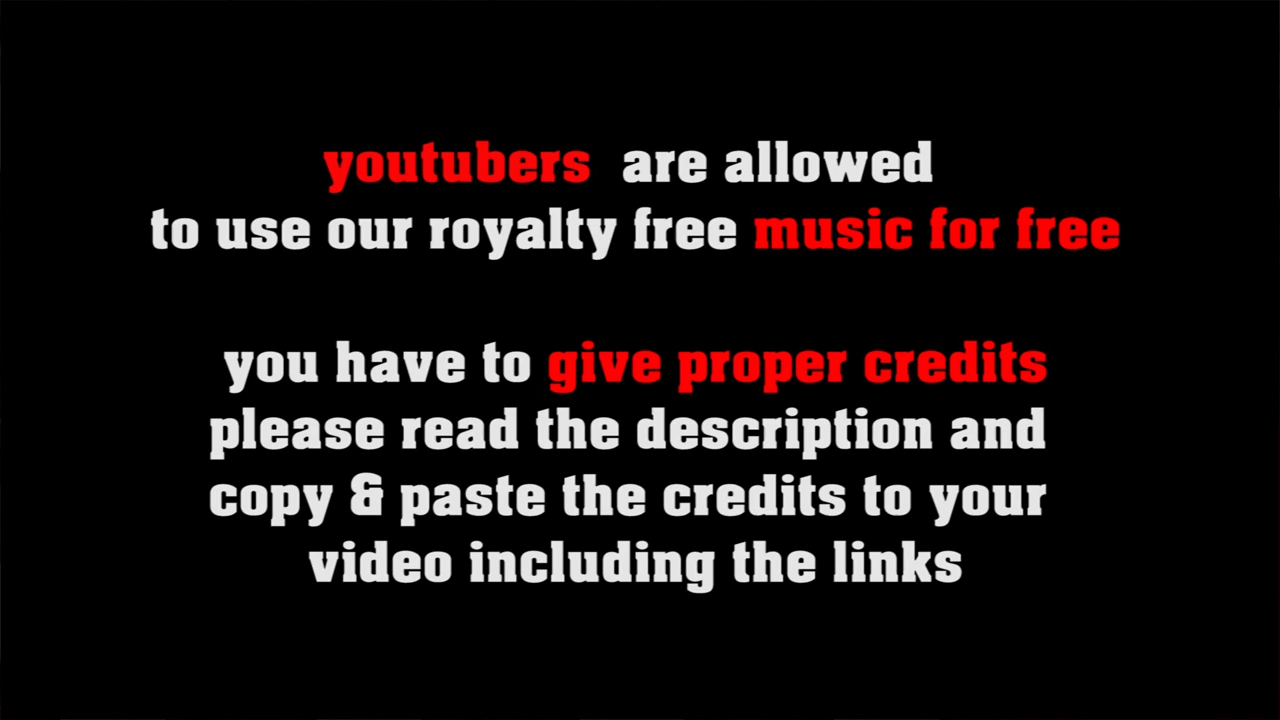 youtubers are allowed
to use our royalty free music for free
you have to give proper credits
please read the description and
copy & paste the credits to your
video including the links